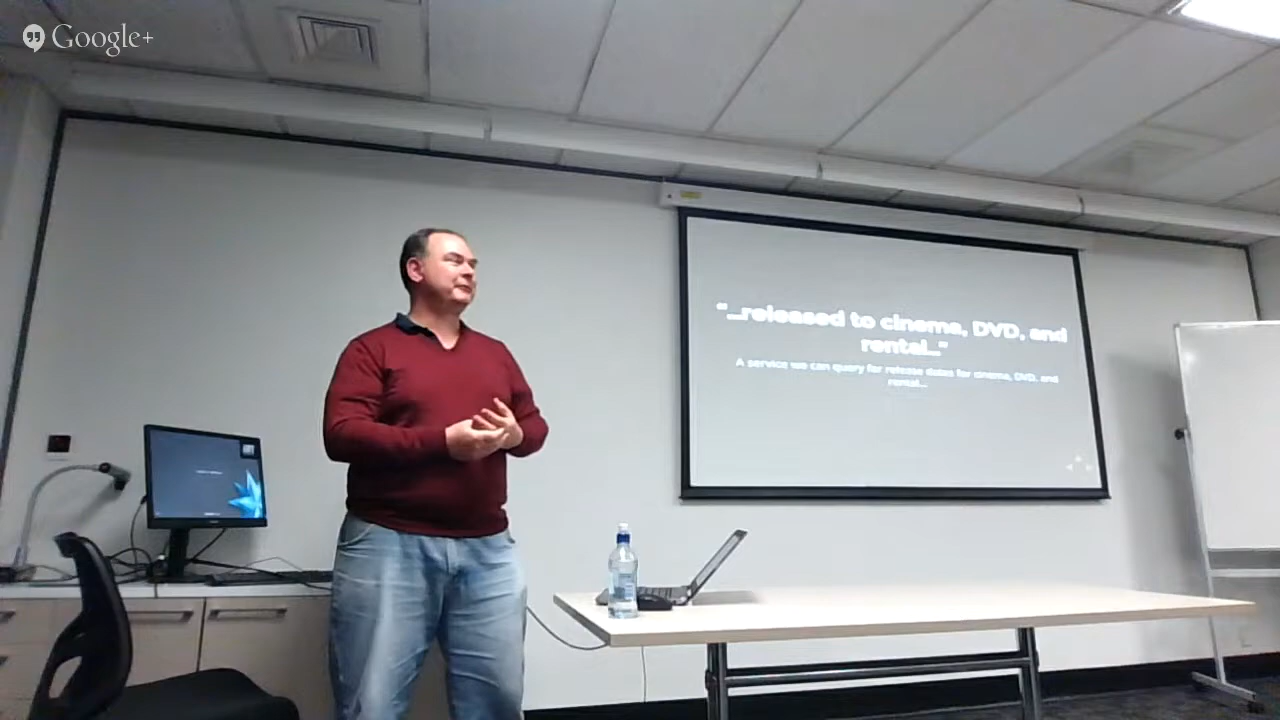 Google+
"...released to cinema, DVD, and
rental..."
A service we can query for release dates for cinema, DVD, and
rental...